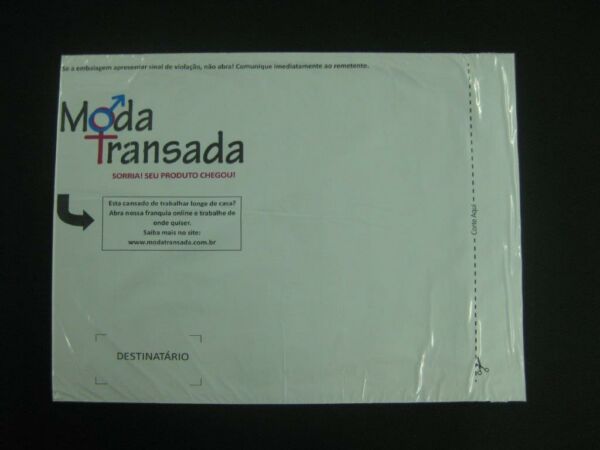 Se a embalagem apresentar sinal de violação, não abra! Comunique imediatamente ao remetente.
Moda
Transada
SORRIA! SEU PRODUTO CHEGOU!
Esta cansado de trabalhar longe de casa?
Abra nossa franquia online e trabalhe de
onde quiser.
Saiba mais no site:
www.modatransada.com.br
Corte Aqui
DESTINATÁRIO